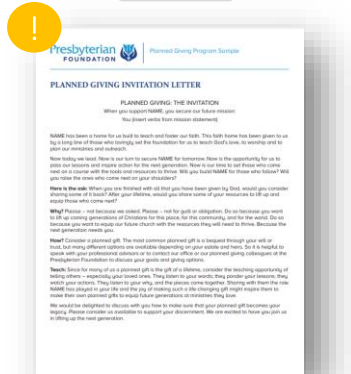 !
Presbyterian
FOUNDATION
Planned Giving Program Sample
PLANNED GIVING INVITATION LETTER
PLANNED GIVING: THE INVITATION
When you support NAME, you secure our future mission:
You (insert verbs from mission statement)
NAME has been a home for us built to teach and foster our faith. This faith home has been given to us
by a long line of those who lovingly set the foundation for us to teach God's love, to worship and to
plan our ministries and outreach.
Now today we lead. Now is our turn to secure NAME for tomorrow. Now is the opportunity for us to
pass our lessons and inspire action for the next generation. Now is our time to set those who come
next on a course with the tools and resources to thrive. Will you build NAME for those who follow? Will
you raise the ones who come next on your shoulders?
Here is the ask: When you are finished with all that you have been given by God, would you consider
sharing some of it back? After your lifetime, would you share some of your resources to lift up and
equip those who come next?
Why? Please – not because we asked. Please – not for guilt or obligation. Do so because you want
to lift up coming generations of Christians for this place, for this community, and for the world. Do so
because you want to equip our future church with the resources they will need to thrive. Because the
next generation needs you.
How? Consider a planned gift. The most common planned gift is a bequest through your will or
trust, but many different options are available depending on your estate and heirs. So it is helpful to
speak with your professional advisors or to contact our office or our planned giving colleagues at the
Presbyterian Foundation to discuss your goals and giving options.
Teach: Since for many of us a planned gift is the gift of a lifetime, consider the teaching opportunity of
telling others – especially your loved ones. They listen to your words; they ponder your lessons; they
watch your actions. They listen to your why, and the pieces come together. Sharing with them the role
NAME has played in your life and the joy of making such a life-changing gift might inspire them to
make their own planned gifts to equip future generations at ministries they love.
We would be delighted to discuss with you how to make sure that your planned gift becomes your
legacy. Please consider us available to support your discernment. We are excited to have you join us
in lifting up the next generation.